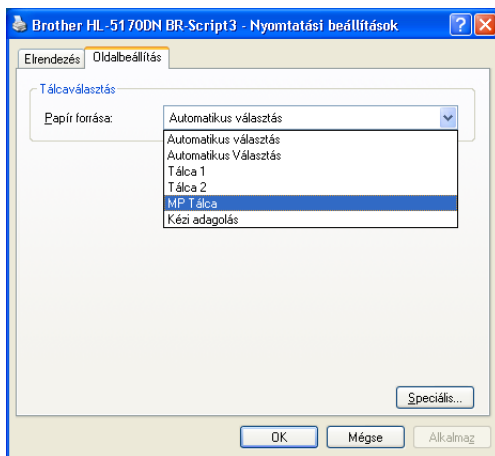 Brother HL-5170DN BR-Script3 - Nyomtatási beállítások
Elrendezés Oldalbeállítás
Tálcaválasztás
Papír forrása: Automatikus választás
Automatikus választás
Automatikus Választás
Tálca 1
Tálca 2
MP Tálca
Kézi adagolás
Speciális...
OK Mégse Alkalmaz